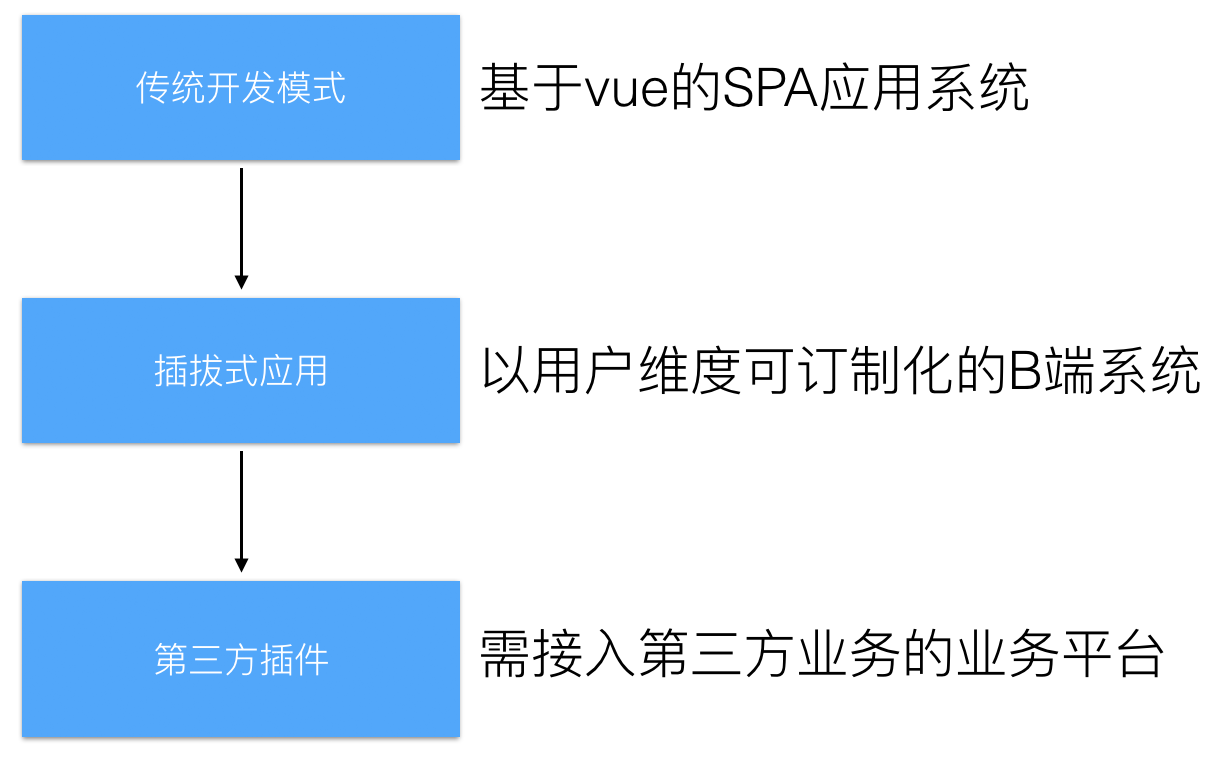 传统开发模式
基于vue的SPA应用系统
插拔式应用
以用户维度可订制化的B端系统
第三方插件
需接入第三方业务的业务平台